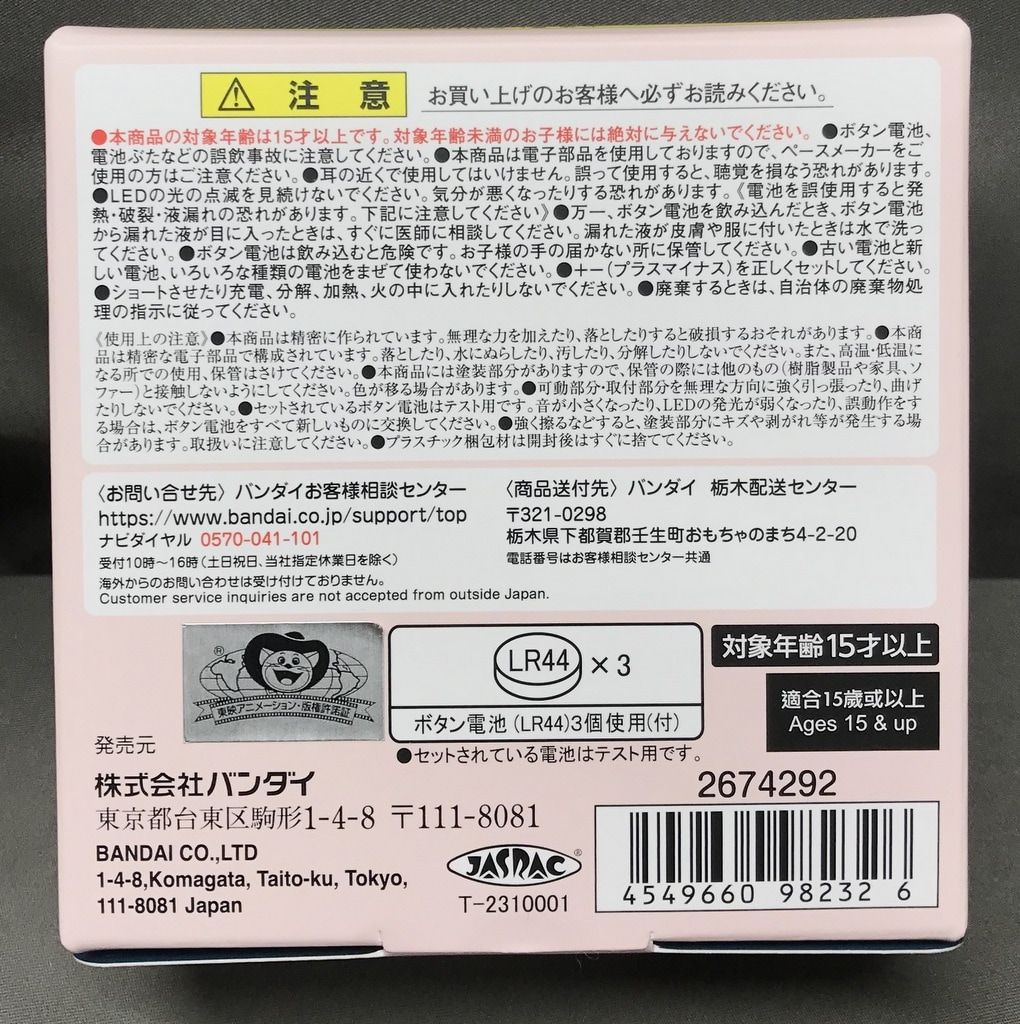 注意 お買い上げのお客様へ必ずお読みください。
●本商品の対象年齢は15才以上です。対象年齢未満のお子様には絶対に与えないでください。●ボタン電池、
電池ぶたなどの誤飲事故に注意してください。●本商品は電子部品を使用しておりますので、ペースメーカーをご
使用の方はご注意ください。●耳の近くで使用してはいけません。誤って使用すると、聴覚を損なう恐れがあります。
●LEDの光の点滅を見続けないでください。気分が悪くなったりする恐れがあります。《電池を誤使用すると発
熱・破裂・液漏れの恐れがあります。下記に注意してください》●万一、ボタン電池を飲み込んだとき、ボタン電池
から漏れた液が目に入ったときは、すぐに医師に相談してください。漏れた液が皮膚や服に付いたときは水で洗っ
てください。●ボタン電池は飲み込むと危険です。お子様の手の届かない所に保管してください。●古い電池と新
しい電池、いろいろな種類の電池をまぜて使わないでください。●+−(プラスマイナス)を正しくセットしてください。
●ショートさせたり充電、分解、加熱、火の中に入れたりしないでください。●廃棄するときは、自治体の廃棄物処
理の指示に従ってください。
《使用上の注意》●本商品は精密に作られています。無理な力を加えたり、落としたりすると破損するおそれがあります。●本商
品は精密な電子部品で構成されています。落としたり、水にぬらしたり、汚したり、分解したりしないでください。また、高温・低温に
なる所での使用、保管はさけてください。●本商品には塗装部分がありますので、保管の際には他のもの(樹脂製品や家具、ソ
ファー)と接触しないようにしてください。色が移る場合があります。●可動部分・取付部分を無理な方向に強く引っ張ったり、曲げ
たりしないでください。●セットされているボタン電池はテスト用です。音が小さくなったり、LEDの発光が弱くなったり、誤動作をす
る場合は、ボタン電池をすべて新しいものに交換してください。●強く擦るなどすると、塗装部分にキズや剥がれ等が発生する場
合があります。取扱いに注意してください。●プラスチック梱包材は開封後はすぐに捨ててください。
〈お問い合せ先〉バンダイお客様相談センター
https://www.bandai.co.jp/support/top
ナビダイヤル 0570-041-101
受付10時〜16時(土日祝日、当社指定休業日を除く)
海外からのお問い合わせは受け付けておりません。
Customer service inquiries are not accepted from outside Japan.
〈商品送付先〉バンダイ 栃木配送センター
〒321-0298
栃木県下都賀郡壬生町おもちゃのまち4-2-20
電話番号はお客様相談センター共通
®
東映アニメーション・版権許諾証
LR44 ×3
ボタン電池(LR44)3個使用(付)
●セットされている電池はテスト用です。
対象年齢15才以上
適合15歳或以上
Ages 15 & up
発売元
株式会社バンダイ
東京都台東区駒形1-4-8 〒111-8081
BANDAI CO.,LTD
1-4-8,Komagata, Taito-ku, Tokyo,
111-8081 Japan
JASRAC®
T-2310001
2674292
4549660 98232 6